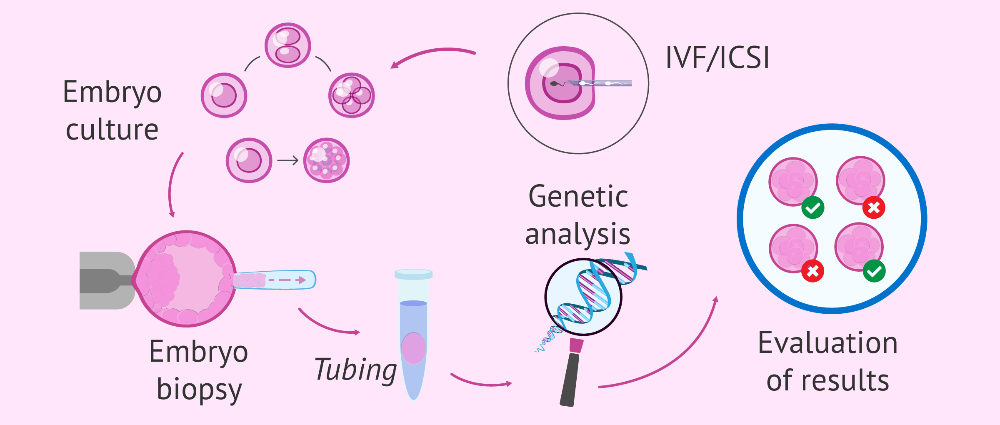 IVF/ICSI
Embryo
culture
Embryo
biopsy
Tubing
Genetic
analysis
Evaluation
of results